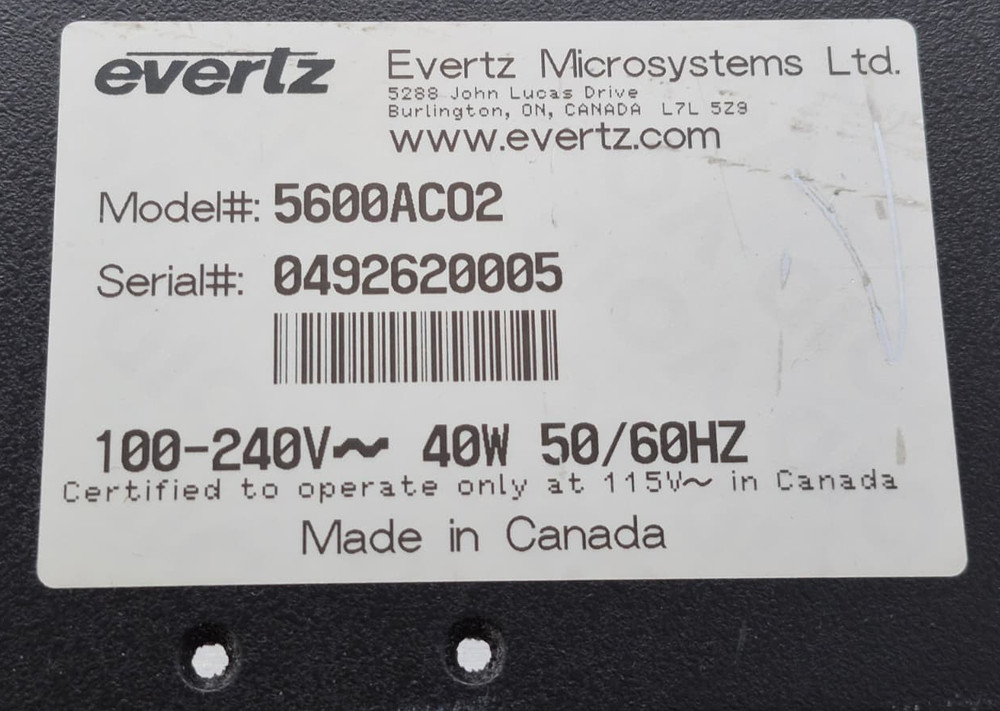 evertz
Evertz Microsystems Ltd.
5288 John Lucas Drive
Burlington, ON, CANADA L7L 5Z9
www.evertz.com
Model#: 5600ACO2
Serial#: 0492620005
100-240V~ 40W 50/60HZ
Certified to operate only at 115V~ in Canada
Made in Canada